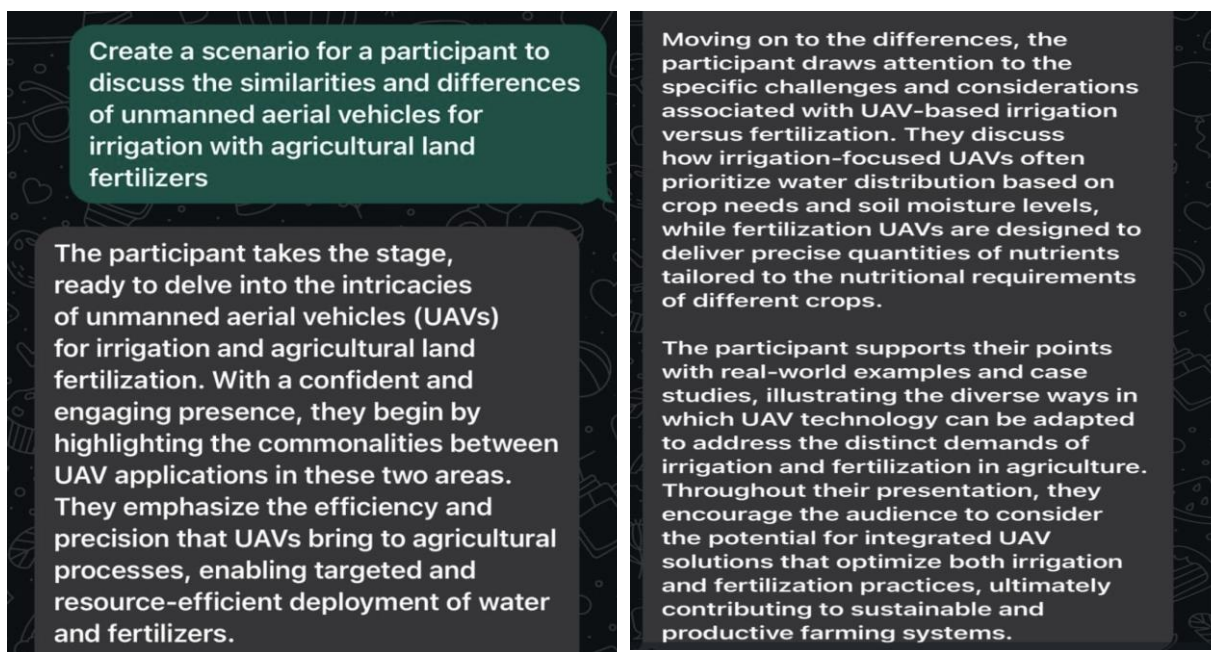 Create a scenario for a participant to
discuss the similarities and differences
of unmanned aerial vehicles for
irrigation with agricultural land
fertilizers
The participant takes the stage,
ready to delve into the intricacies
of unmanned aerial vehicles (UAVs)
for irrigation and agricultural land
fertilization. With a confident and
engaging presence, they begin by
highlighting the commonalities between
UAV applications in these two areas.
They emphasize the efficiency and
precision that UAVs bring to agricultural
processes, enabling targeted and
resource-efficient deployment of water
and fertilizers.
Moving on to the differences, the
participant draws attention to the
specific challenges and considerations
associated with UAV-based irrigation
versus fertilization. They discuss
how irrigation-focused UAVs often
prioritize water distribution based on
crop needs and soil moisture levels,
while fertilization UAVs are designed to
deliver precise quantities of nutrients
tailored to the nutritional requirements
of different crops.
The participant supports their points
with real-world examples and case
studies, illustrating the diverse ways in
which UAV technology can be adapted
to address the distinct demands of
irrigation and fertilization in agriculture.
Throughout their presentation, they
encourage the audience to consider
the potential for integrated UAV
solutions that optimize both irrigation
and fertilization practices, ultimately
contributing to sustainable and
productive farming systems.